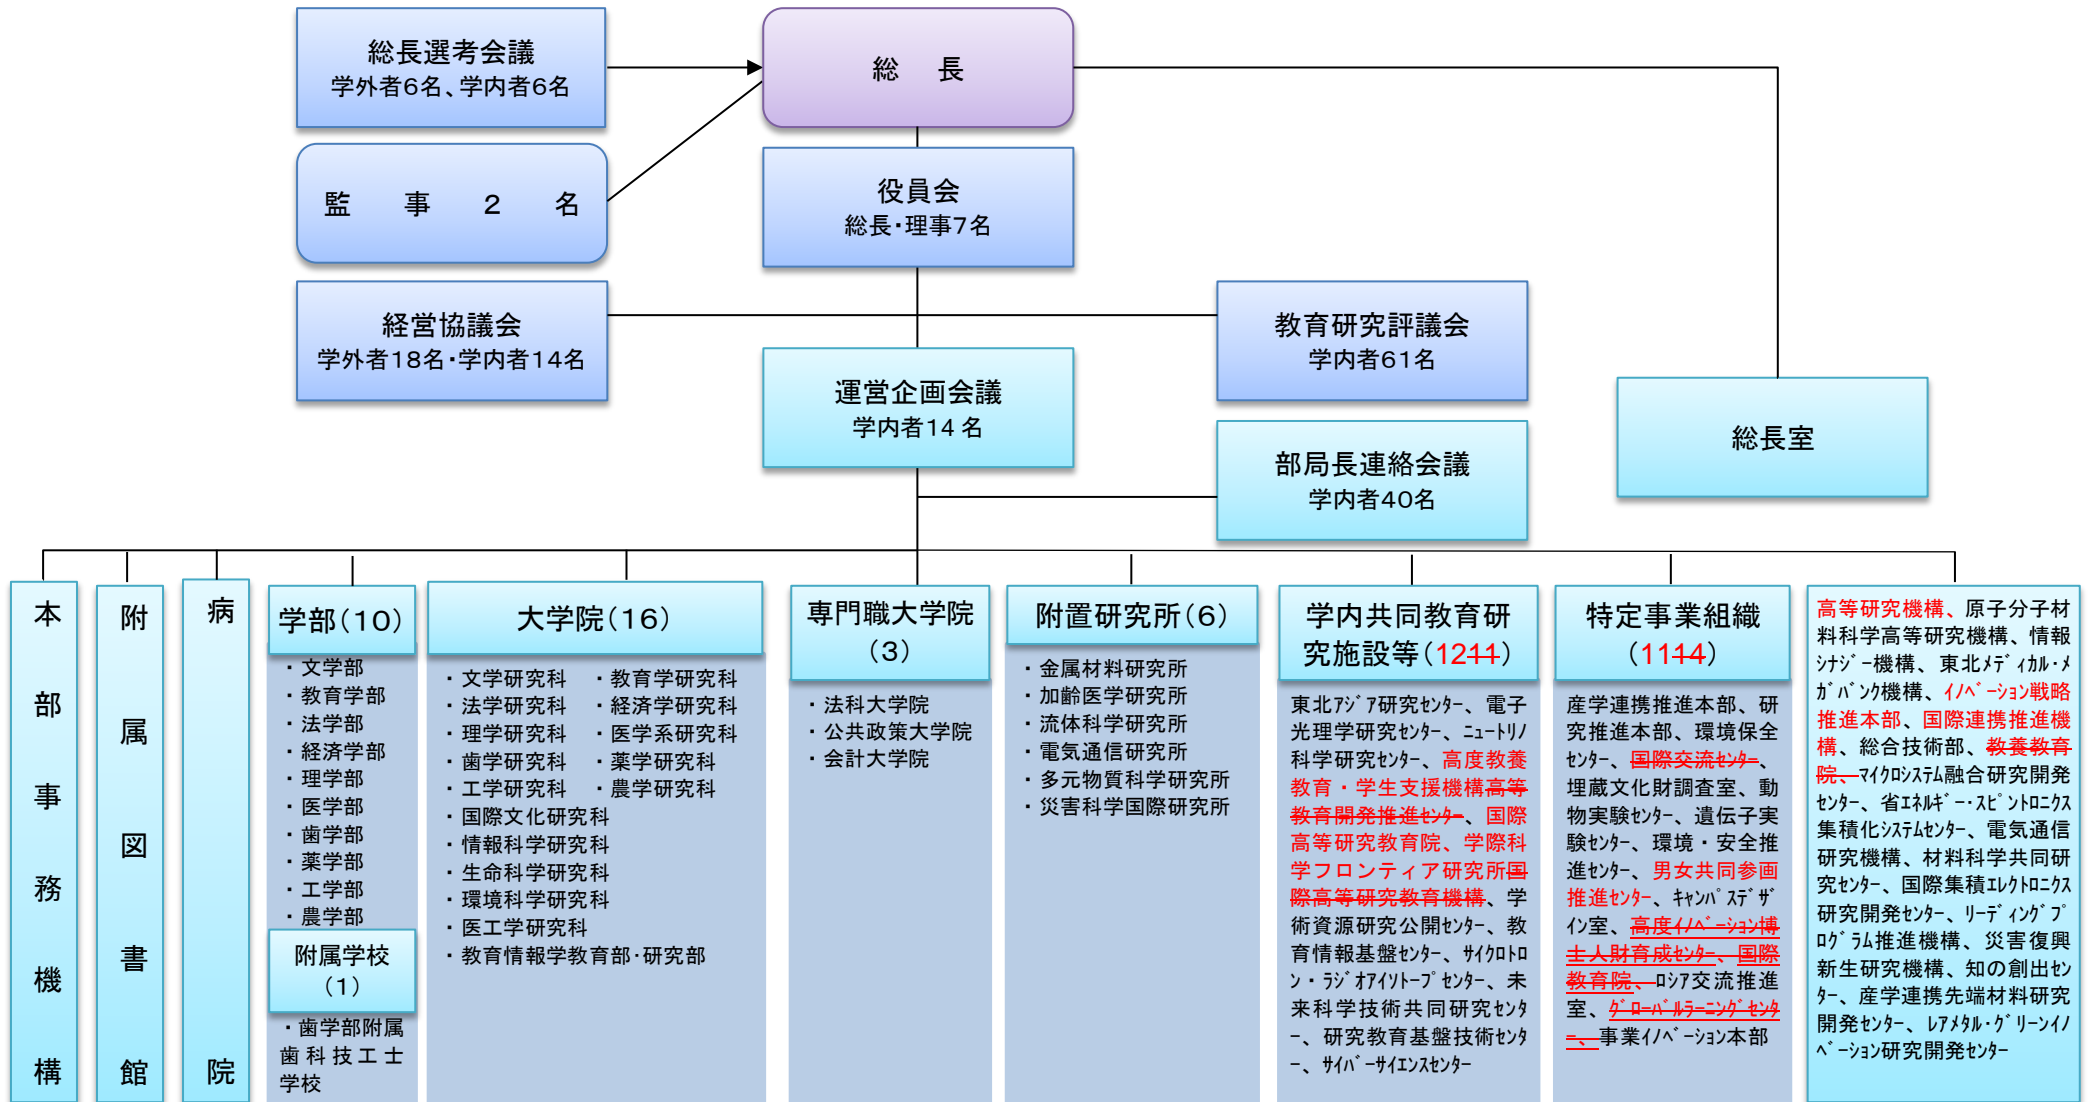 総長選考会議
学外者6名、学内者6名
総　長
監　事　2　名
役員会
総長・理事7名
経営協議会
学外者18名・学内者14名
教育研究評議会
学内者61名
運営企画会議
学内者14 名
総長室
部局長連絡会議
学内者40名
本部事務機構
附属図書館
病院
学部(10)
・文学部
・教育学部
・法学部
・経済学部
・理学部
・医学部
・歯学部
・薬学部
・工学部
・農学部
附属学校
(1)
・歯学部附属
歯科技工士
学校
大学院(16)
・文学研究科　・教育学研究科
・法学研究科　・経済学研究科
・理学研究科　・医学系研究科
・歯学研究科　・薬学研究科
・工学研究科　・農学研究科
・国際文化研究科
・情報科学研究科
・生命科学研究科
・環境科学研究科
・医工学研究科
・教育情報学教育部・研究部
専門職大学院
(3)
・法科大学院
・公共政策大学院
・会計大学院
附置研究所(6)
・金属材料研究所
・加齢医学研究所
・流体科学研究所
・電気通信研究所
・多元物質科学研究所
・災害科学国際研究所
学内共同教育研
究施設等(1211)
東北ｱｼﾞｱ研究ｾﾝﾀｰ、電子
光理学研究ｾﾝﾀｰ、ﾆｭｰﾄﾘﾉ
科学研究ｾﾝﾀｰ、高度教養
教育・学生支援機構高等
教育開発推進ｾﾝﾀｰ、国際
高等研究教育院、学際科
学フロンティア研究所国
際高等研究教育機構、学
術資源研究公開ｾﾝﾀｰ、教
育情報基盤ｾﾝﾀｰ、ｻｲｸﾛﾄﾛ
ﾝ・ﾗｼﾞｵｱｲｿﾄｰﾌﾟｾﾝﾀｰ、未
来科学技術共同研究ｾﾝﾀ
ｰ、研究教育基盤技術ｾﾝﾀ
ｰ、ｻｲﾊﾞｰｻｲｴﾝｽｾﾝﾀｰ
特定事業組織
(1114)
産学連携推進本部、研
究推進本部、環境保全
ｾﾝﾀｰ、国際交流ｾﾝﾀｰ、
埋蔵文化財調査室、動
物実験ｾﾝﾀｰ、遺伝子実
験ｾﾝﾀｰ、環境・安全推
進ｾﾝﾀｰ、男女共同参画
推進ｾﾝﾀｰ、ｷｬﾝﾊﾟｽﾃﾞｻﾞ
ｲﾝ室、高度ｲﾉﾍﾞｰｼｮﾝ博
士人財育成ｾﾝﾀｰ、国際
教育院、ﾛｼｱ交流推進
室、ｸﾞﾛｰﾊﾞﾙﾗｰﾆﾝｸﾞｾﾝﾀ
ｰ、事業ｲﾉﾍﾞｰｼｮﾝ本部
高等研究機構、原子分子材
料科学高等研究機構、情報
ｼﾅｼﾞｰ機構、東北ﾒﾃﾞｨｶﾙ・ﾒ
ｶﾞﾊﾞﾝｸ機構、ｲﾉﾍﾞｰｼｮﾝ戦略
推進本部、国際連携推進機
構、総合技術部、教養教育
院、ﾏｲｸﾛｼｽﾃﾑ融合研究開発
ｾﾝﾀｰ、省ｴﾈﾙｷﾞｰ・ｽﾋﾟﾝﾄﾛﾆｸｽ
集積化ｼｽﾃﾑｾﾝﾀｰ、電気通信
研究機構、材料科学共同研
究ｾﾝﾀｰ、国際集積ｴﾚｸﾄﾛﾆｸｽ
研究開発ｾﾝﾀｰ、ﾘｰﾃﾞｨﾝｸﾞﾌﾟ
ﾛｸﾞﾗﾑ推進機構、災害復興
新生研究機構、知の創出ｾﾝ
ﾀｰ、産学連携先端材料研究
開発ｾﾝﾀｰ、ﾚｱﾒﾀﾙ・ｸﾞﾘｰﾝｲﾉ
ﾍﾞｰｼｮﾝ研究開発ｾﾝﾀｰ